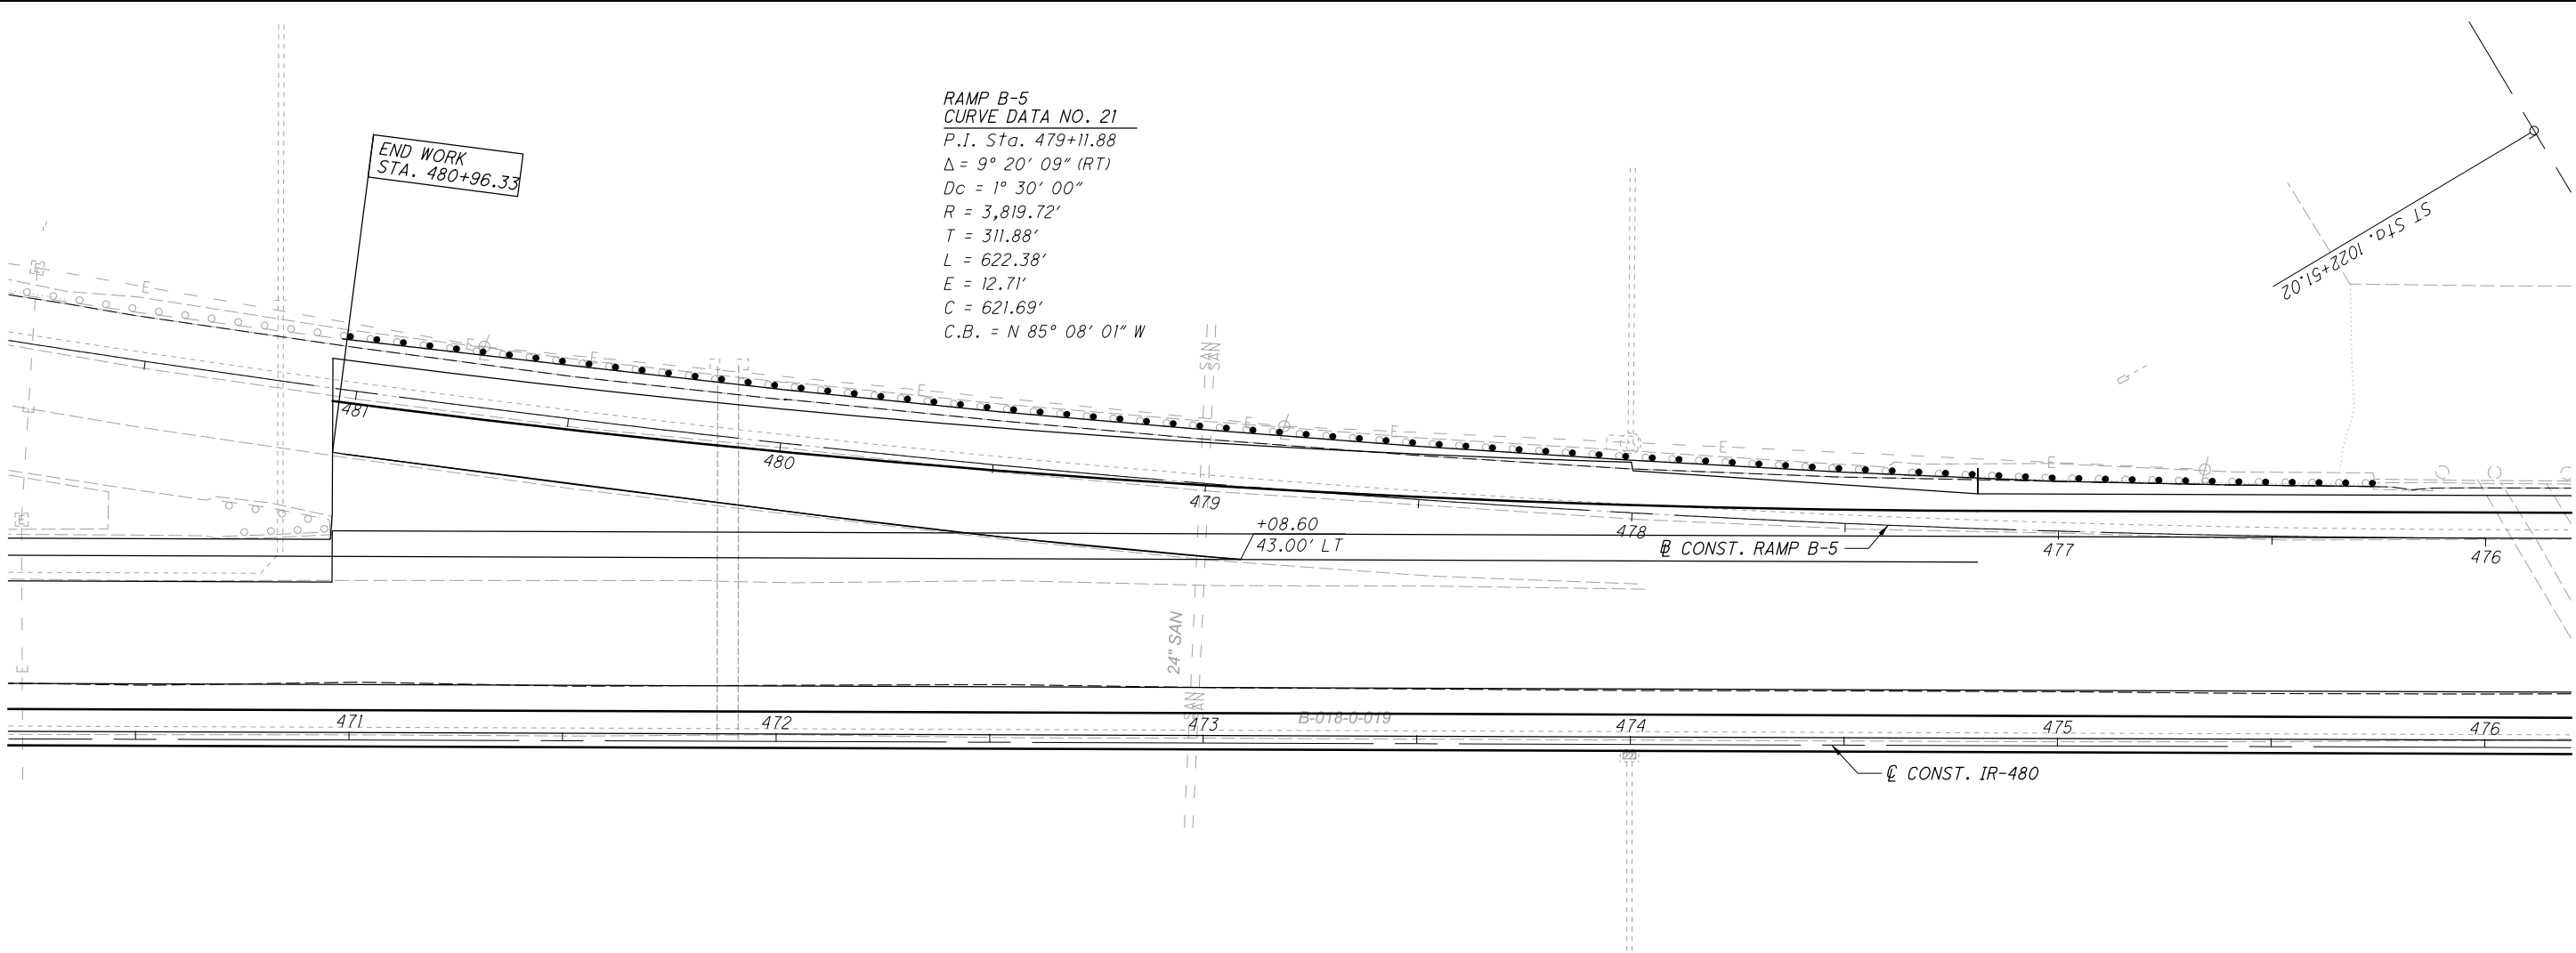 RAMP B-5
CURVE DATA NO. 21
P.I. Sta. 479+11.88
Δ = 9° 20' 09" (RT)
Dc = 1° 30' 00"
R = 3,819.72'
T = 311.88'
L = 622.38'
E = 12.71'
C = 621.69'
C.B. = N 85° 08' 01" W
END WORK
STA. 480+96.33
ST Sta. 1022+51.02
E
E
E
E
E
E
E
E
E
E
E
E
SAN
SAN
481
480
479
478
477
476
+08.60
43.00' LT
℄ CONST. RAMP B-5
24" SAN
SAN
SAN
B-018-0-019
471
472
473
474
475
476
℄ CONST. IR-480